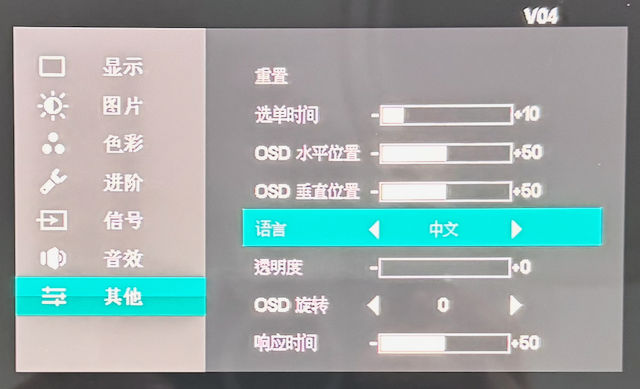 V04
显示
图片
色彩
进阶
信号
音效
其他
重置
选单时间 - +10
OSD 水平位置 - +50
OSD 垂直位置 - +50
语言 中文
透明度 - +0
OSD 旋转 0
响应时间 - +50